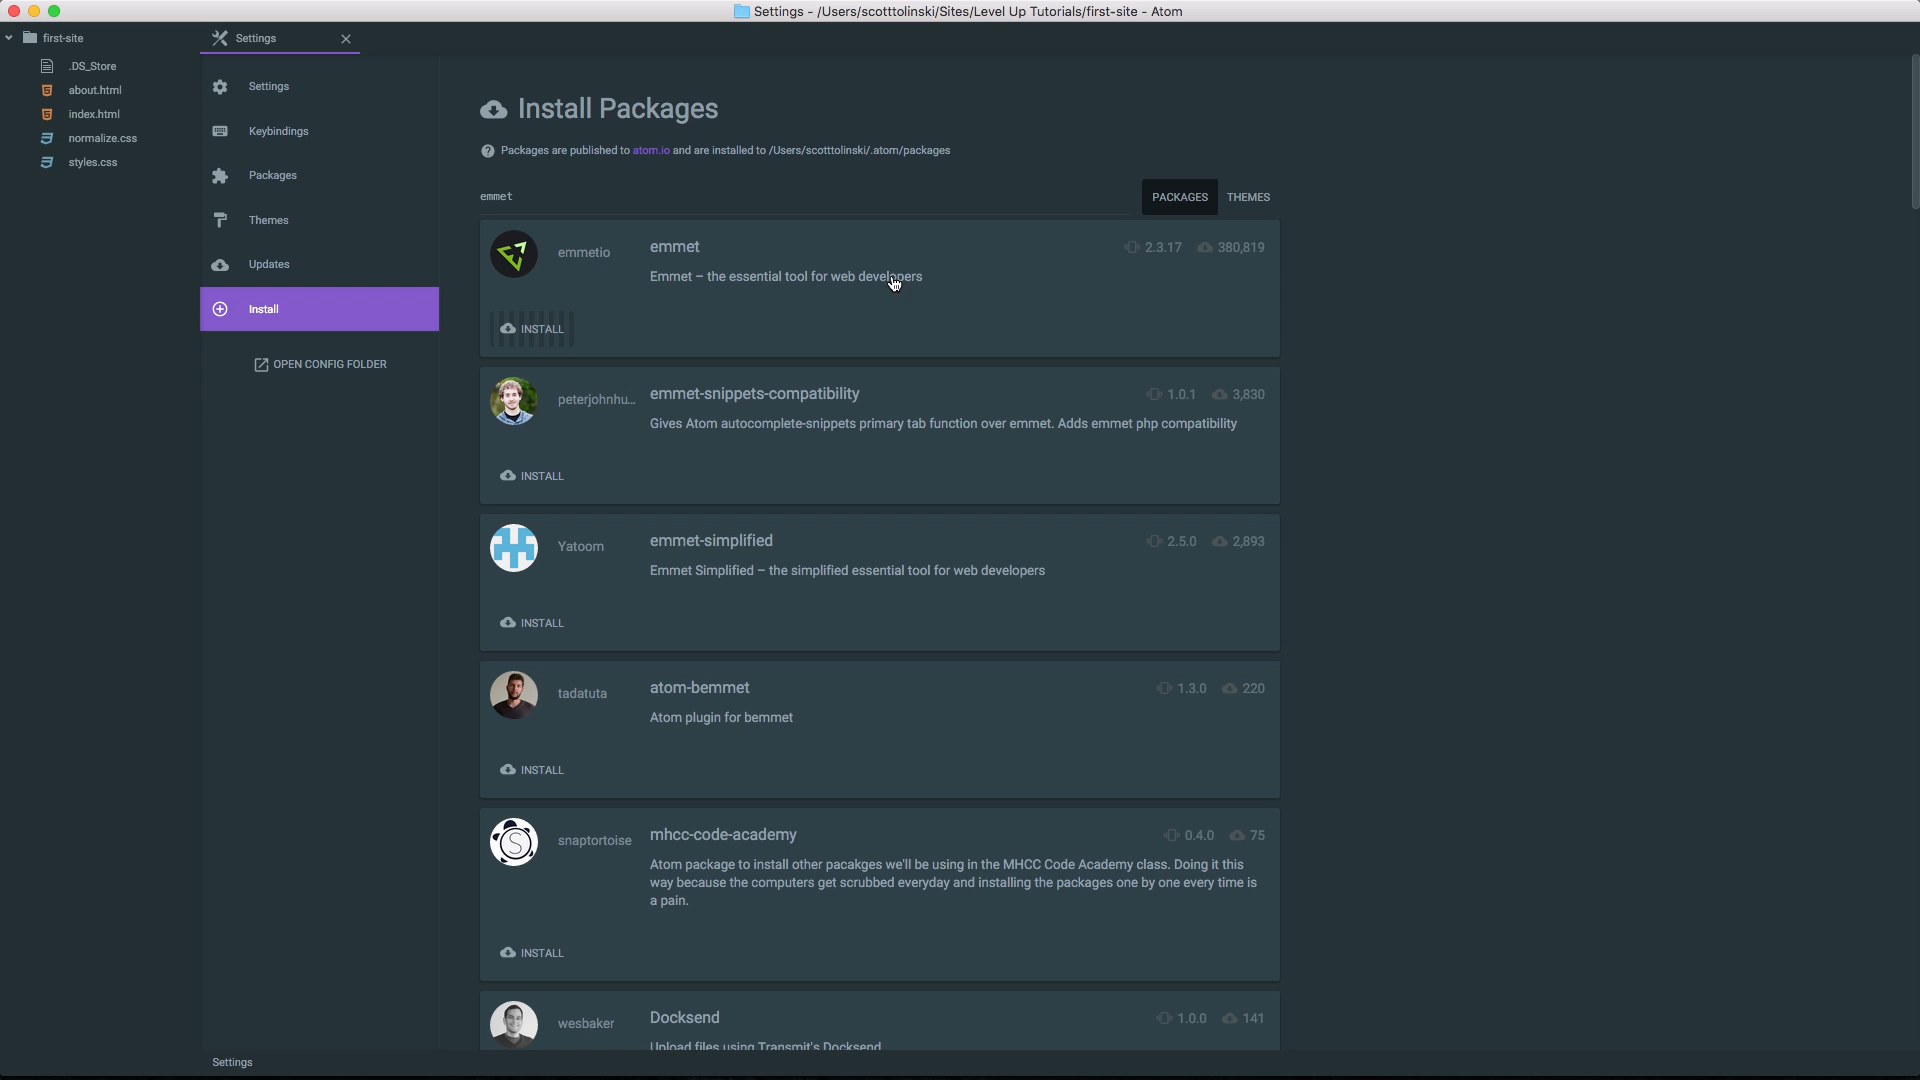 Settings - /Users/scotttolinski/Sites/Level Up Tutorials/first-site - Atom
first-site
.DS_Store
about.html
index.html
normalize.css
styles.css
Settings
Settings
Keybindings
Packages
Themes
Updates
Install
OPEN CONFIG FOLDER
Install Packages
Packages are published to atom.io and are installed to /Users/scotttolinski/.atom/packages
emmet
PACKAGES THEMES
emmetio emmet 2.3.17 380,819
Emmet – the essential tool for web developers
INSTALL
peterjohnhu... emmet-snippets-compatibility 1.0.1 3,830
Gives Atom autocomplete-snippets primary tab function over emmet. Adds emmet php compatibility
INSTALL
Yatoom emmet-simplified 2.5.0 2,893
Emmet Simplified – the simplified essential tool for web developers
INSTALL
tadatuta atom-bemmet 1.3.0 220
Atom plugin for bemmet
INSTALL
snaptortoise mhcc-code-academy 0.4.0 75
Atom package to install other pacakges we'll be using in the MHCC Code Academy class. Doing it this
way because the computers get scrubbed everyday and installing the packages one by one every time is
a pain.
INSTALL
wesbaker Docksend 1.0.0 141
Upload files using Transmit's Docksend
Settings